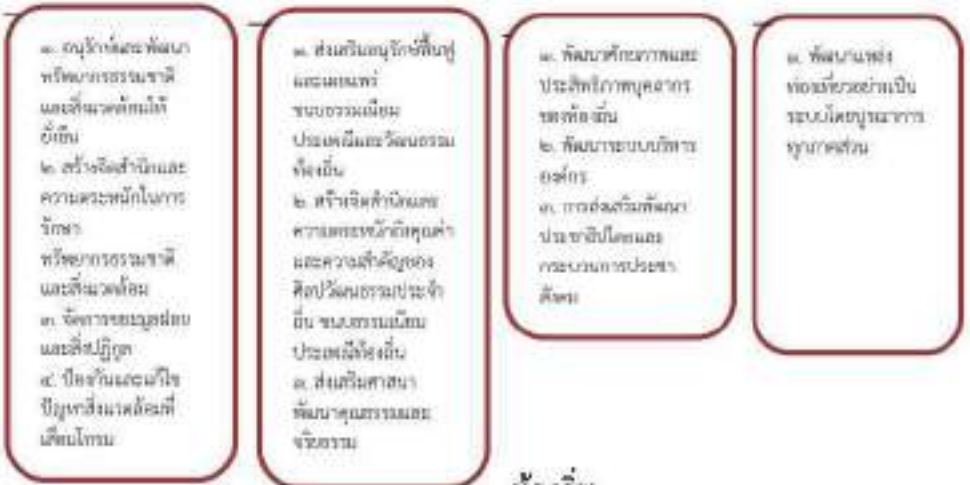 ๑. อนุรักษ์และพัฒนา
ทรัพยากรธรรมชาติ
และสิ่งแวดล้อมให้
ยั่งยืน
๒. สร้างจิตสำนึกและ
ความตระหนักในการ
รักษา
ทรัพยากรธรรมชาติ
และสิ่งแวดล้อม
๓. จัดการขยะมูลฝอย
และสิ่งปฏิกูล
๔. ป้องกันและแก้ไข
ปัญหาสิ่งแวดล้อมที่
เสื่อมโทรม
๑. ส่งเสริมอนุรักษ์ฟื้นฟู
และเผยแพร่
ขนบธรรมเนียม
ประเพณีและวัฒนธรรม
ท้องถิ่น
๒. สร้างจิตสำนึกและ
ความตระหนักถึงคุณค่า
และความสำคัญของ
ศิลปวัฒนธรรมประจำ
ถิ่น ขนบธรรมเนียม
ประเพณีท้องถิ่น
๓. ส่งเสริมศาสนา
พัฒนาคุณธรรมและ
จริยธรรม
๑. พัฒนาศักยภาพและ
ประสิทธิภาพบุคลากร
ของท้องถิ่น
๒. พัฒนาระบบบริหาร
องค์กร
๓. การส่งเสริมพัฒนา
ประชาธิปไตยและ
กระบวนการประชา
สังคม
๑. พัฒนาแหล่ง
ท่องเที่ยวอย่างเป็น
ระบบโดยบูรณาการ
ทุกภาคส่วน